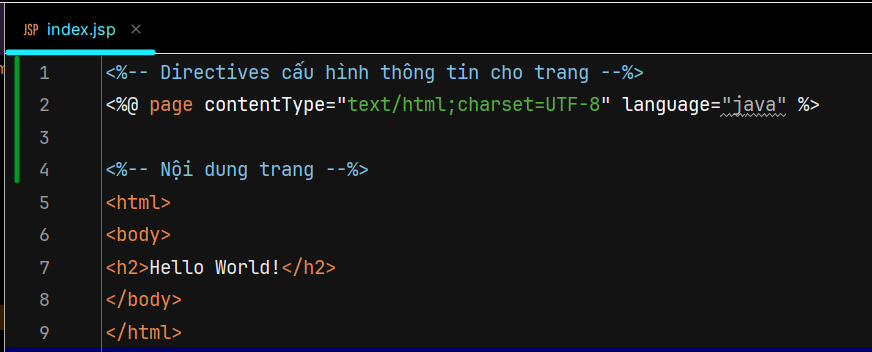 JSP index.jsp ×
1 <%-- Directives cấu hình thông tin cho trang --%>
2 <%@ page contentType="text/html;charset=UTF-8" language="java" %>
3
4 <%-- Nội dung trang --%>
5 <html>
6 <body>
7 <h2>Hello World!</h2>
8 </body>
9 </html>